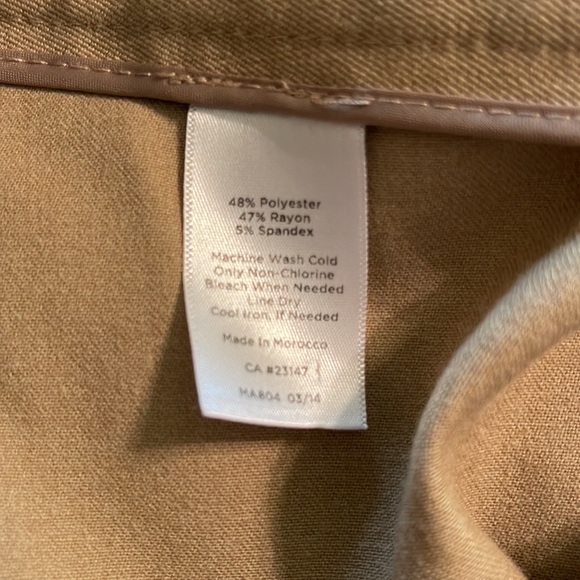 48% Polyester
47% Rayon
5% Spandex
Machine Wash Cold
Only Non-Chlorine
Bleach When Needed
Line Dry
Cool Iron, If Needed
Made In Morocco
CA #23147
MA804 03/14